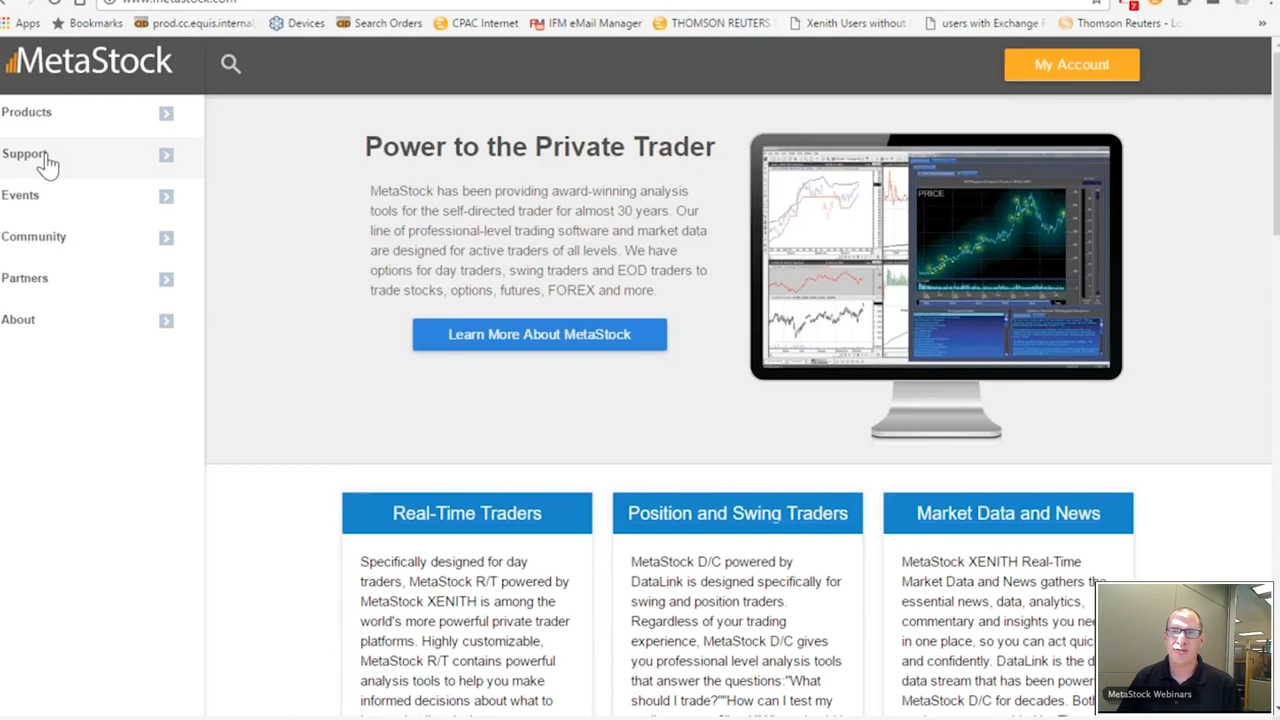 www.metastock.com
Apps Bookmarks prod.cc.equis.internal Devices Search Orders CPAC Internet IFM eMail Manager THOMSON REUTERS Xenith Users without users with Exchange F Thomson Reuters - Lo »
7
MetaStock
My Account
Products
Support
Events
Community
Partners
About
Power to the Private Trader
MetaStock has been providing award-winning analysis
tools for the self-directed trader for almost 30 years. Our
line of professional-level trading software and market data
are designed for active traders of all levels. We have
options for day traders, swing traders and EOD traders to
trade stocks, options, futures, FOREX and more.
Learn More About MetaStock
PRICE
Real-Time Traders
Specifically designed for day
traders, MetaStock R/T powered by
MetaStock XENITH is among the
world's more powerful private trader
platforms. Highly customizable,
MetaStock R/T contains powerful
analysis tools to help you make
informed decisions about what to
Position and Swing Traders
MetaStock D/C powered by
DataLink is designed specifically for
swing and position traders.
Regardless of your trading
experience, MetaStock D/C gives
you professional level analysis tools
that answer the questions:"What
should I trade?""How can I test my
Market Data and News
MetaStock XENITH Real-Time
Market Data and News gathers the
essential news, data, analytics,
commentary and insights you nee
in one place, so you can act quic
and confidently. DataLink is the d
data stream that has been power
MetaStock D/C for decades. Both
MetaStock Webinars